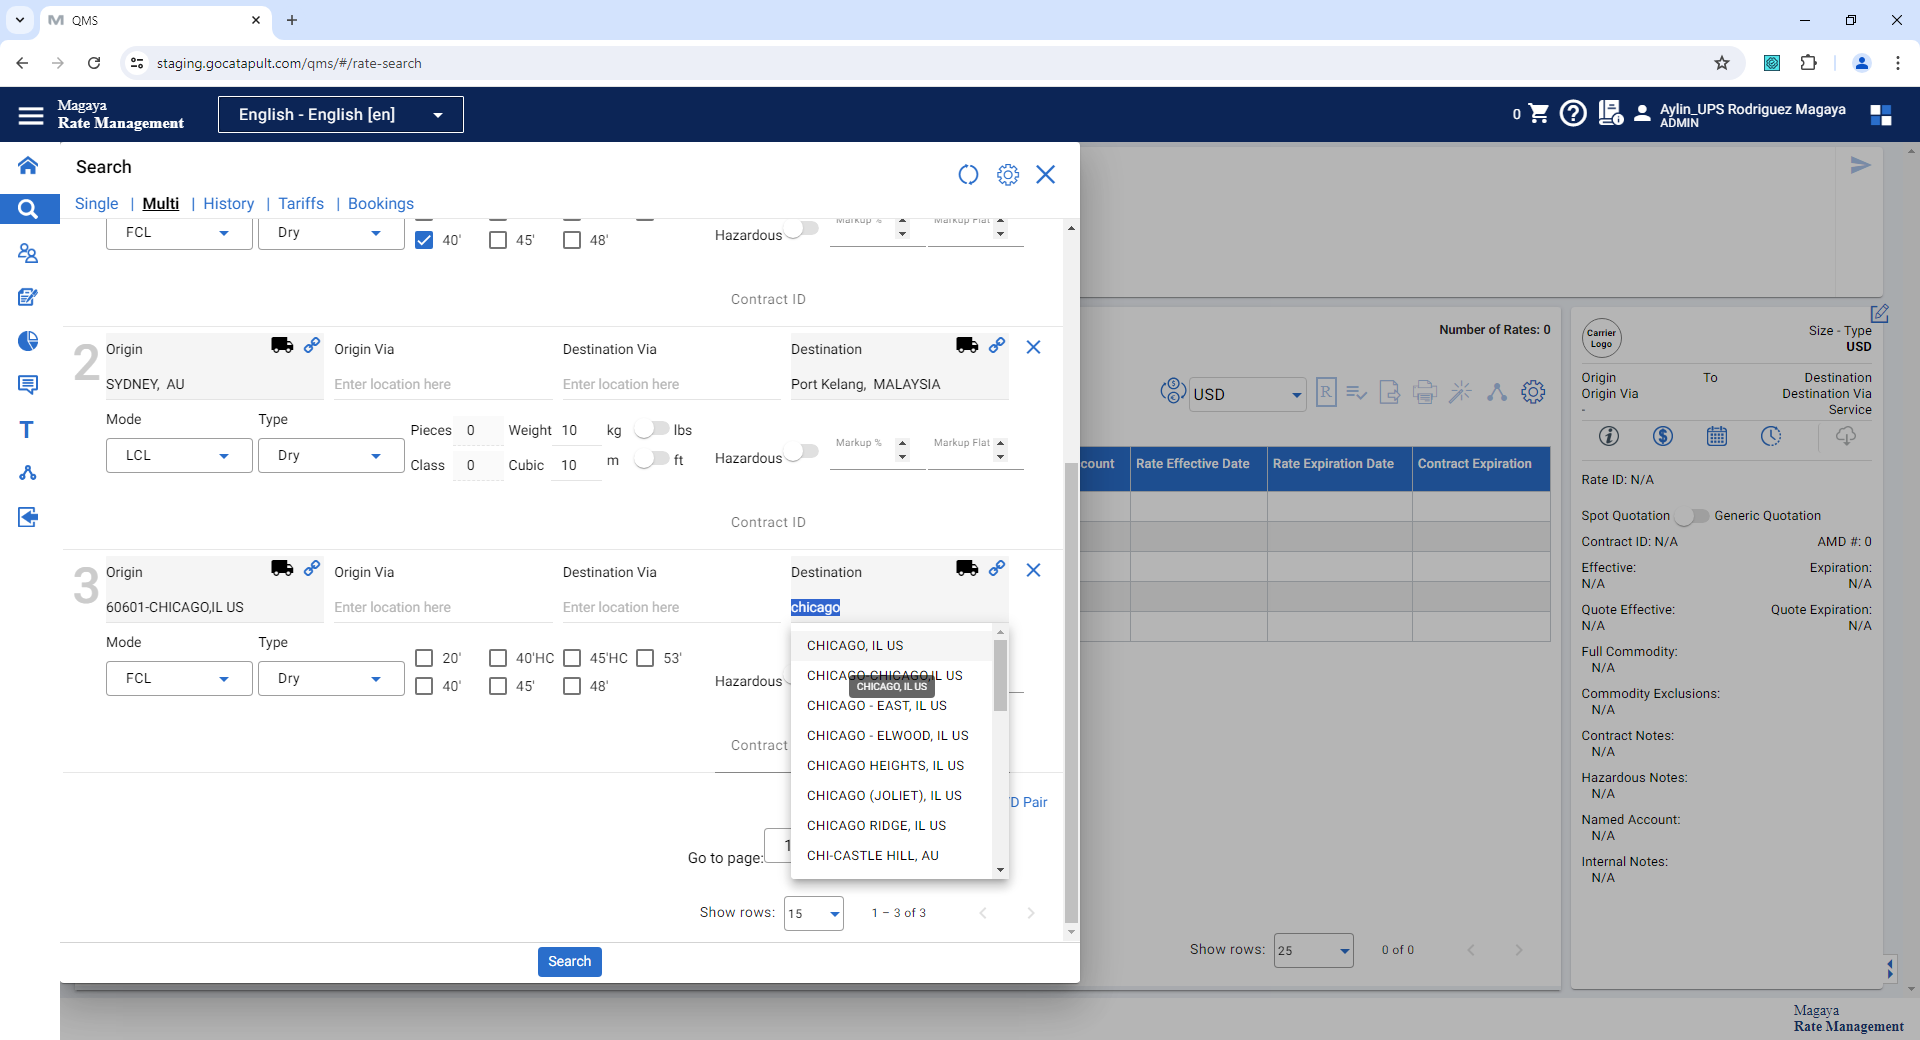 QMS
staging.gocatapult.com/qms/#/rate-search
Magaya
Rate Management
English - English [en]
0
Aylin_UPS Rodriguez Magaya
ADMIN
Search
Single | Multi | History | Tariffs | Bookings
FCL
Dry
40'
45'
48'
Hazardous
Markup %
Markup Flat
Contract ID
2
Origin
SYDNEY, AU
Origin Via
Enter location here
Destination Via
Enter location here
Destination
Port Kelang, MALAYSIA
Mode
LCL
Type
Dry
Pieces 0
Weight 10 kg lbs
Class 0
Cubic 10 m ft
Hazardous
Markup %
Markup Flat
Contract ID
3
Origin
60601-CHICAGO,IL US
Origin Via
Enter location here
Destination Via
Enter location here
Destination
chicago
Mode
FCL
Type
Dry
20' 40'HC 45'HC 53'
40' 45' 48'
Hazardous
Contract
CHICAGO, IL US
CHICAGO-CHICAGO,IL US
CHICAGO, IL US
CHICAGO - EAST, IL US
CHICAGO - ELWOOD, IL US
CHICAGO HEIGHTS, IL US
CHICAGO (JOLIET), IL US
CHICAGO RIDGE, IL US
CHI-CASTLE HILL, AU
/D Pair
Go to page: 1
Show rows: 15 1 – 3 of 3
Search
Number of Rates: 0
USD
R
count
Rate Effective Date
Rate Expiration Date
Contract Expiration
Show rows: 25 0 of 0
Carrier
Logo
Size - Type
USD
Origin To Destination
Origin Via Destination Via
- Service
Rate ID: N/A
Spot Quotation Generic Quotation
Contract ID: N/A AMD #: 0
Effective: Expiration:
N/A N/A
Quote Effective: Quote Expiration:
N/A N/A
Full Commodity:
N/A
Commodity Exclusions:
N/A
Contract Notes:
N/A
Hazardous Notes:
N/A
Named Account:
N/A
Internal Notes:
N/A
Magaya
Rate Management